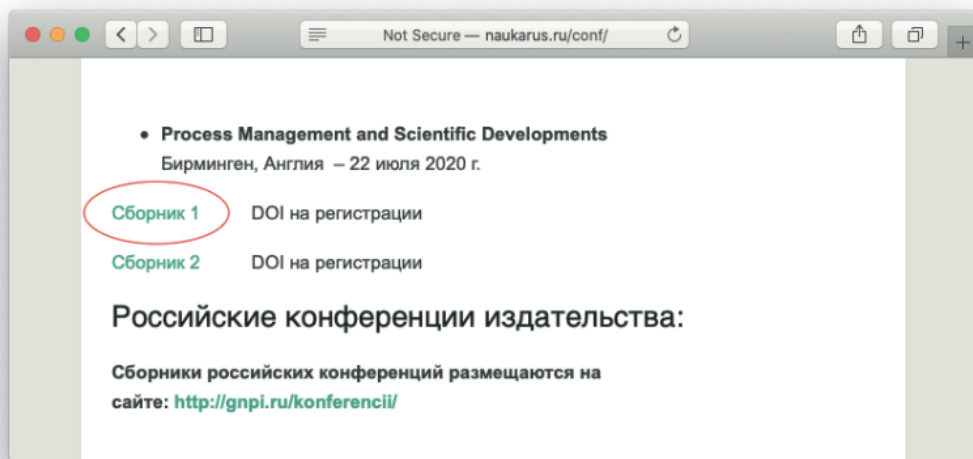 Not Secure — naukarus.ru/conf/
• Process Management and Scientific Developments
Бирминген, Англия – 22 июля 2020 г.
Сборник 1 DOI на регистрации
Сборник 2 DOI на регистрации
Российские конференции издательства:
Сборники российских конференций размещаются на
сайте: http://gnpi.ru/konferencii/